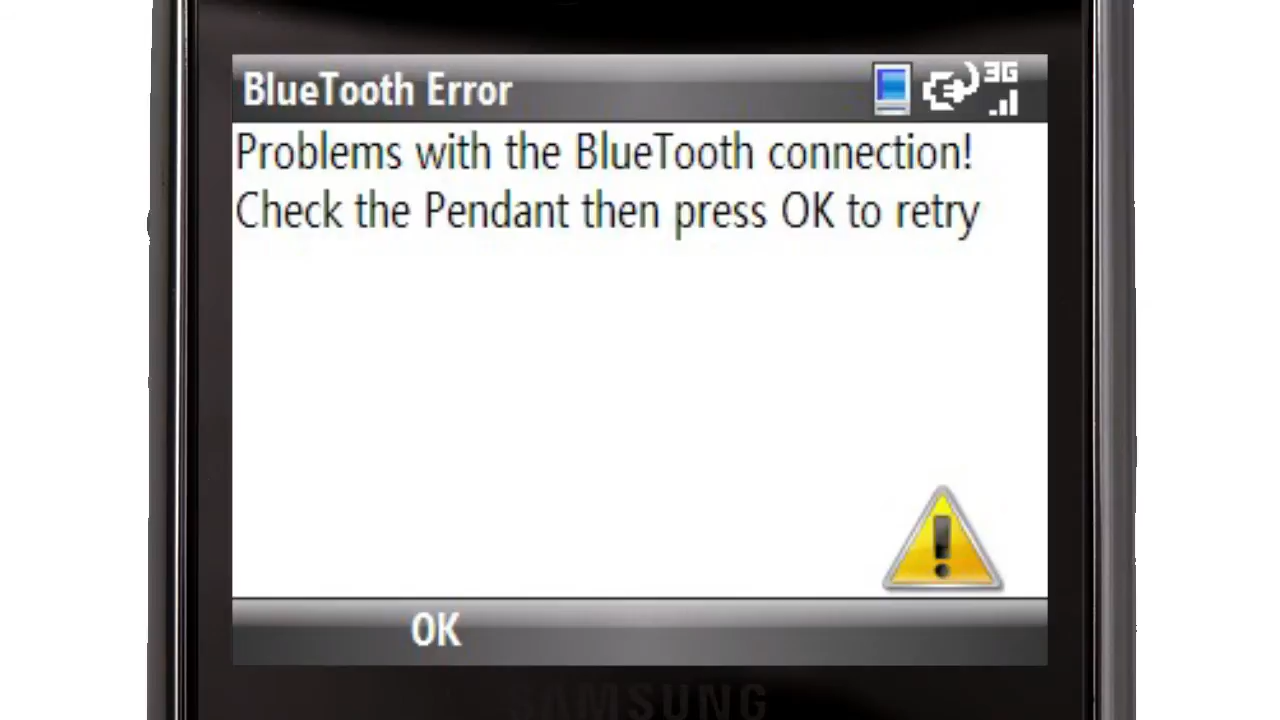 BlueTooth Error
3G
Problems with the BlueTooth connection!
Check the Pendant then press OK to retry
OK
SAMSUNG